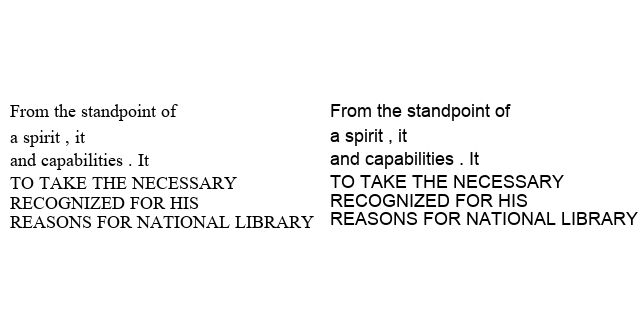 From the standpoint of
a spirit , it
and capabilities . It
TO TAKE THE NECESSARY
RECOGNIZED FOR HIS
REASONS FOR NATIONAL LIBRARY
From the standpoint of
a spirit , it
and capabilities . It
TO TAKE THE NECESSARY
RECOGNIZED FOR HIS
REASONS FOR NATIONAL LIBRARY